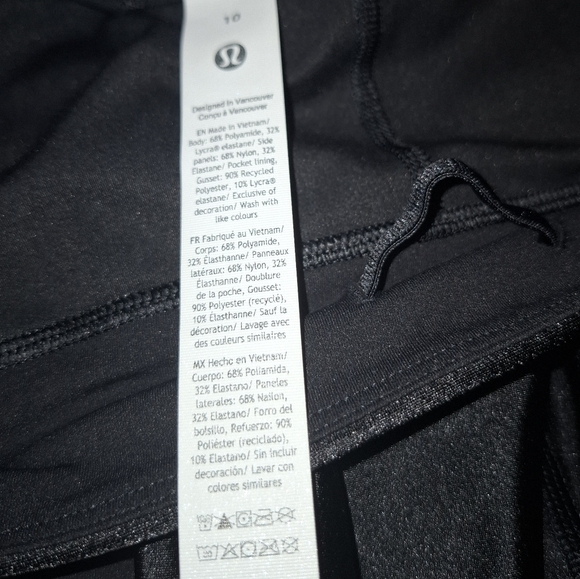 10
Designed in Vancouver
Conçu à Vancouver
EN Made in Vietnam/
Body: 68% Polyamide, 32%
Lycra® elastane/ Side
panels: 68% Nylon, 32%
Elastane/ Pocket lining,
Gusset: 90% Recycled
Polyester, 10% Lycra®
elastane/ Exclusive of
decoration/ Wash with
like colours
FR Fabriqué au Vietnam/
Corps: 68% Polyamide,
32% Élasthanne/ Panneaux
latéraux: 68% Nylon, 32%
Élasthanne/ Doublure
de la poche, Gousset:
90% Polyester (recyclé),
10% Élasthanne/ Sauf la
décoration/ Lavage avec
des couleurs similaires
MX Hecho en Vietnam/
Cuerpo: 68% Poliamida,
32% Elastano/ Paneles
laterales: 68% Nailon,
32% Elastano/ Forro del
bolsillo, Refuerzo: 90%
Poliéster (reciclado),
10% Elastano/ Sin incluir
decoración/ Lavar con
colores similares